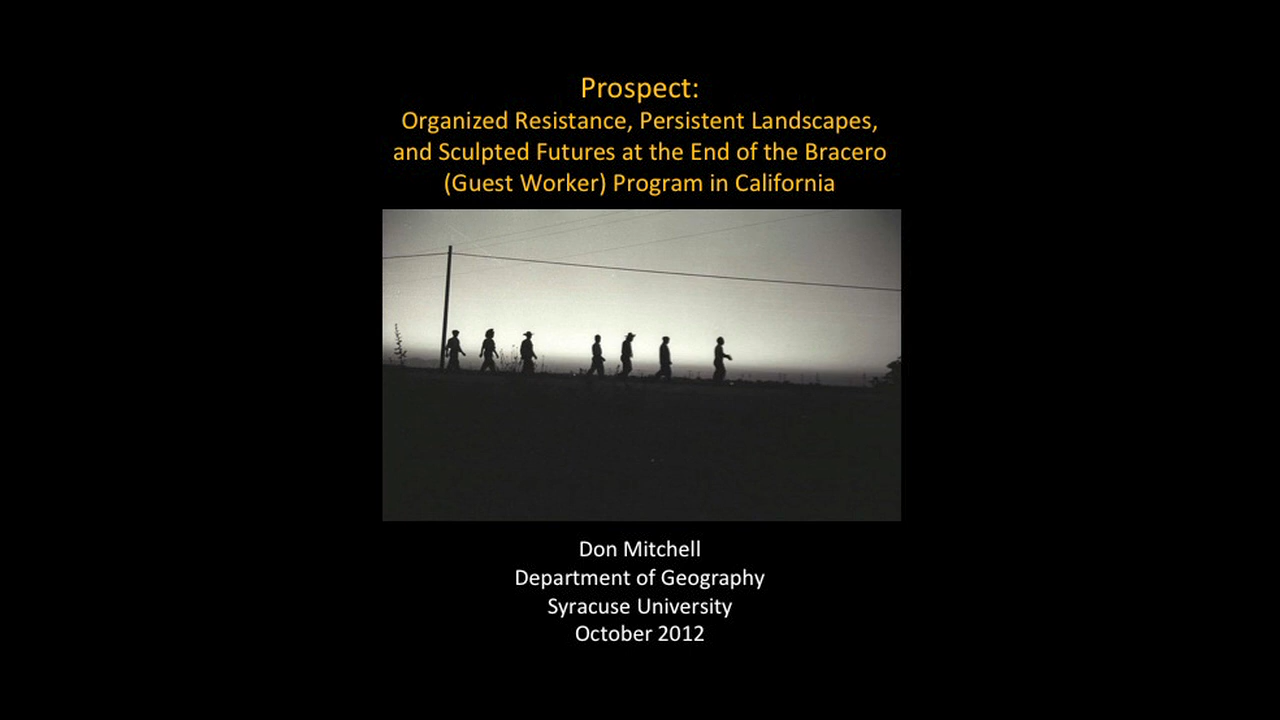 Prospect:
Organized Resistance, Persistent Landscapes,
and Sculpted Futures at the End of the Bracero
(Guest Worker) Program in California
Don Mitchell
Department of Geography
Syracuse University
October 2012